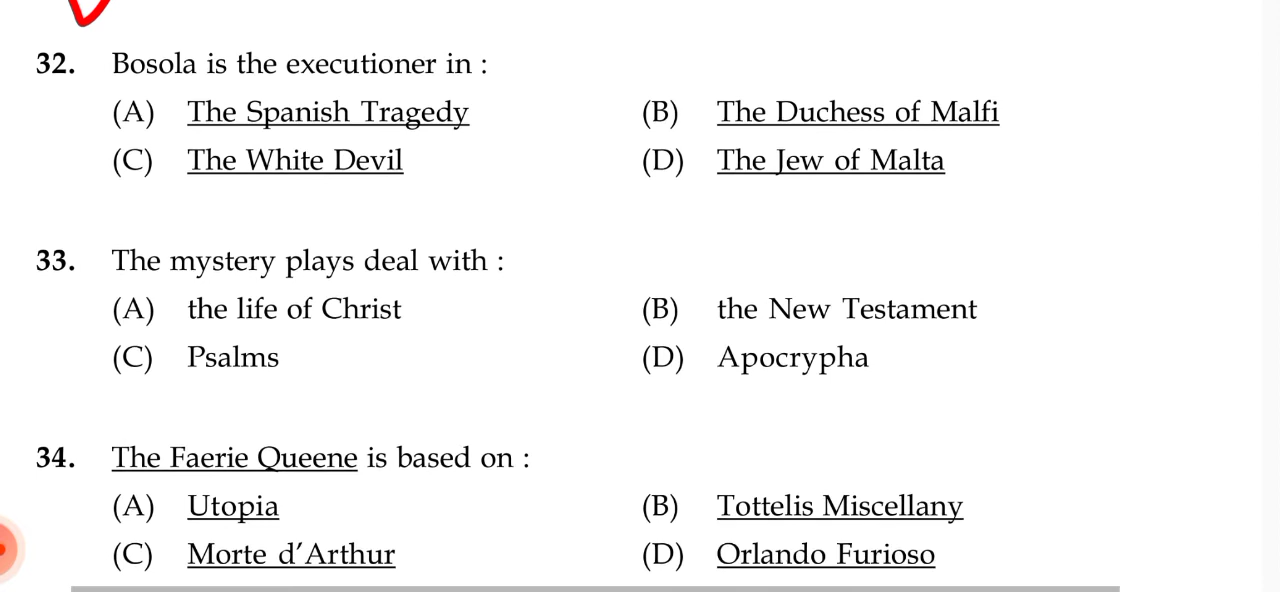 32. Bosola is the executioner in :
(A) The Spanish Tragedy (B) The Duchess of Malfi
(C) The White Devil (D) The Jew of Malta
33. The mystery plays deal with :
(A) the life of Christ (B) the New Testament
(C) Psalms (D) Apocrypha
34. The Faerie Queene is based on :
(A) Utopia (B) Tottelis Miscellany
(C) Morte d’Arthur (D) Orlando Furioso